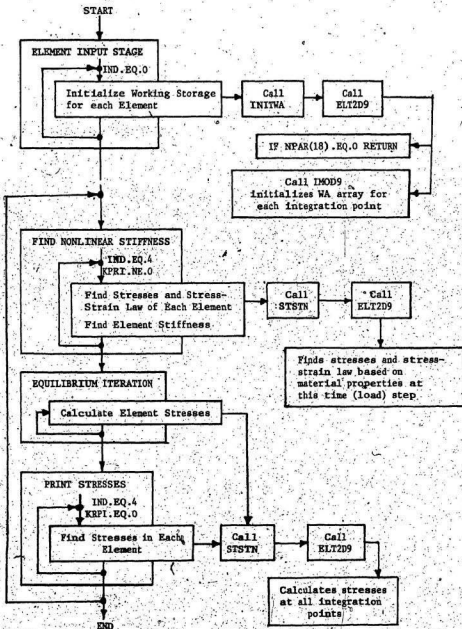 START
ELEMENT INPUT STAGE
IND.EQ.0
Initialize Working Storage
for each Element
Call
INITWA
Call
ELT2D9
IF NPAR(18).EQ.0 RETURN
Call IMOD9
initializes WA array for
each integration point
FIND NONLINEAR STIFFNESS
IND.EQ.4
KPRI.NE.0
Find Stresses and Stress-
Strain Law of Each Element
Find Element Stiffness
Call
STSTN
Call
ELT2D9
Finds stresses and stress-
strain law based on
material properties at
this time (load) step
EQUILIBRIUM ITERATION
Calculate Element Stresses
PRINT STRESSES
IND.EQ.4
KRPI.EQ.0
Find Stresses in Each
Element
Call
STSTN
Call
ELT2D9
Calculates stresses
at all integration
points
END